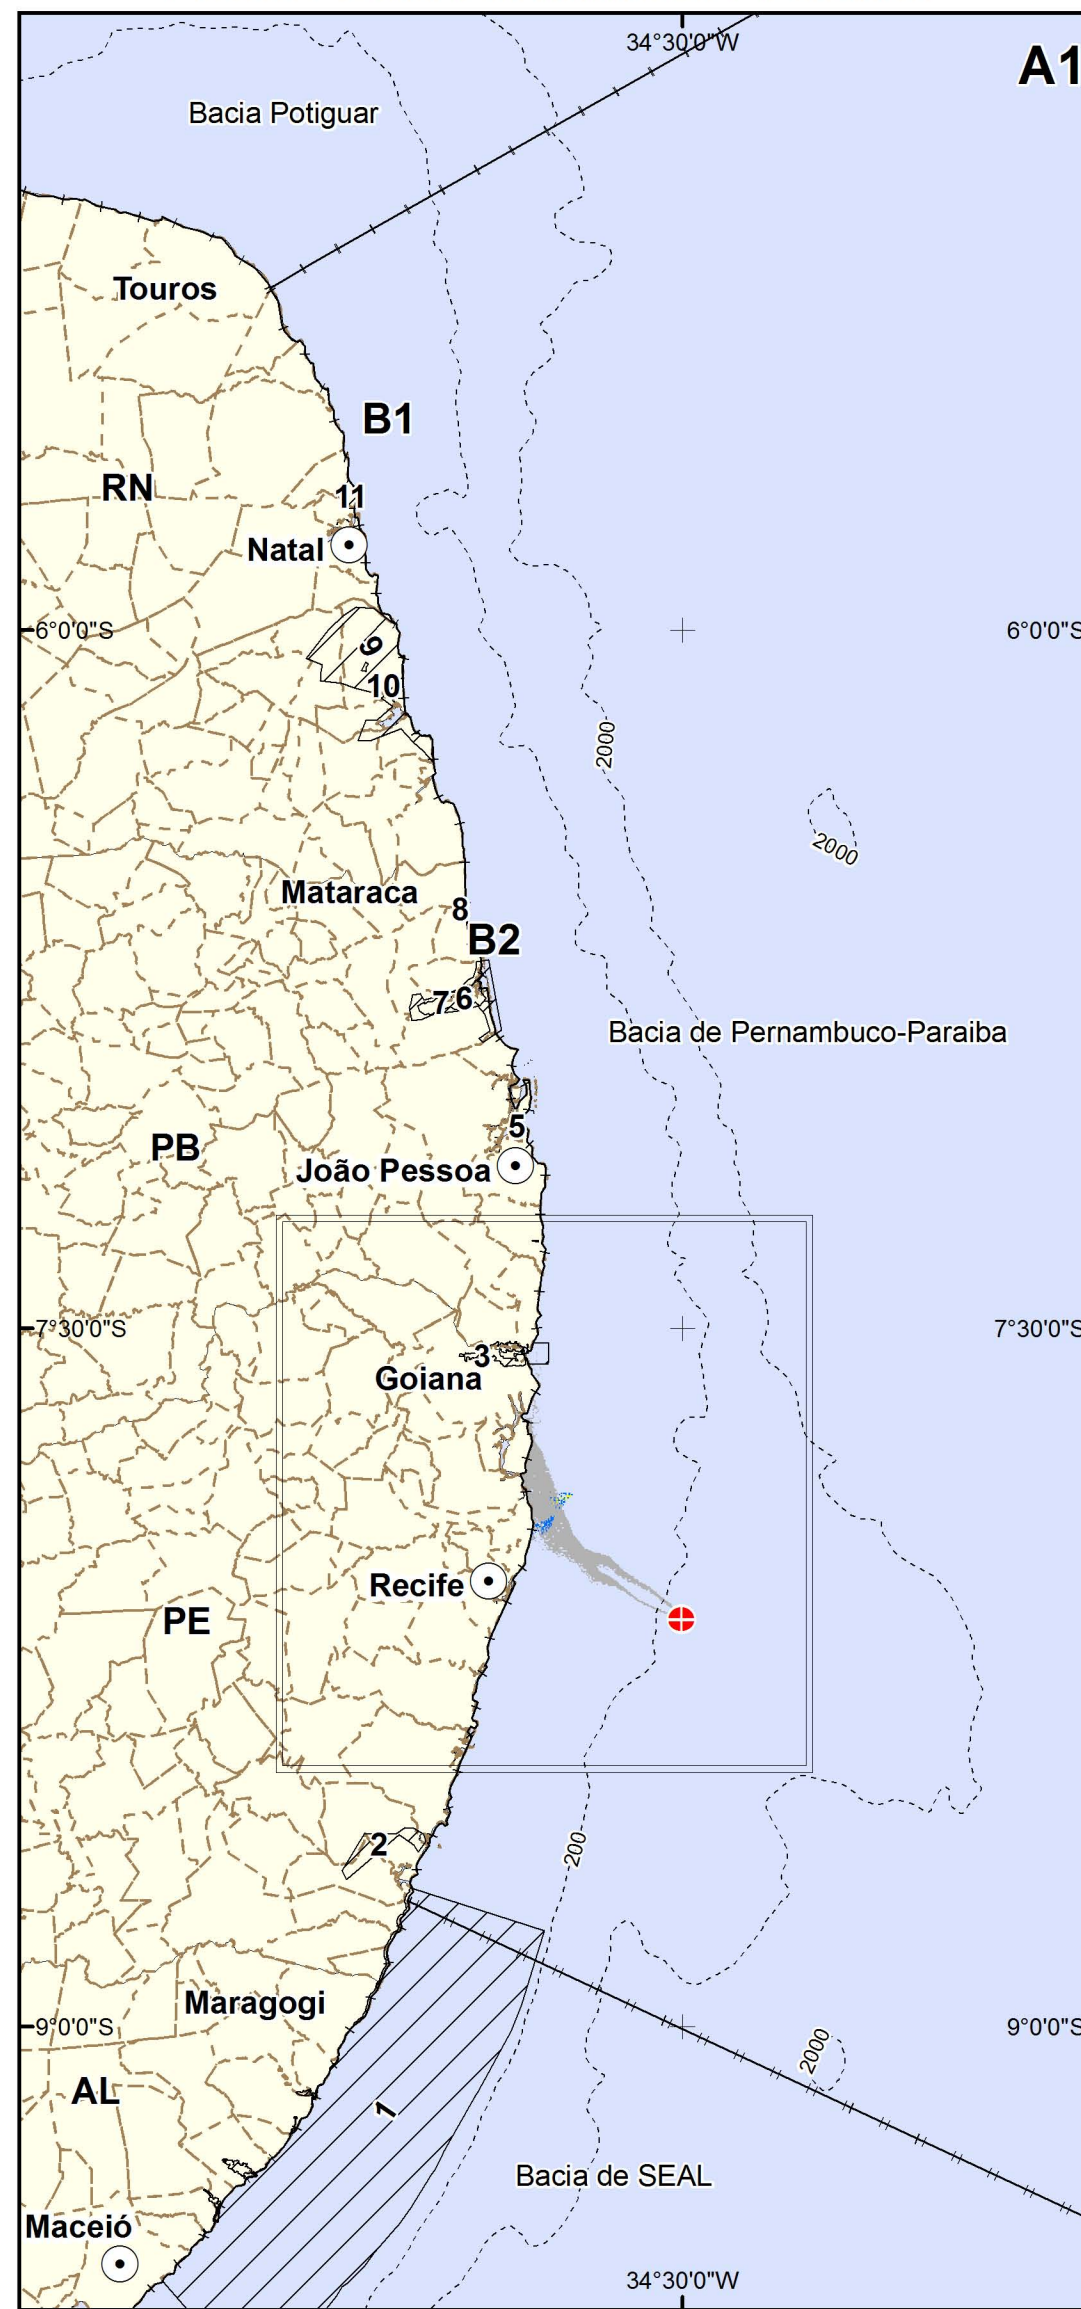 34°30'0"W
A1
Bacia Potiguar
Touros
B1
RN
11
Natal
6°0'0"S
6°0'0"S
9
10
2000
2000
Mataraca
8
B2
7
6
Bacia de Pernambuco-Paraiba
5
PB
João Pessoa
7°30'0"S
7°30'0"S
3
Goiana
Recife
PE
2
200
Maragogi
9°0'0"S
9°0'0"S
2000
AL
1
Bacia de SEAL
Maceió
34°30'0"W